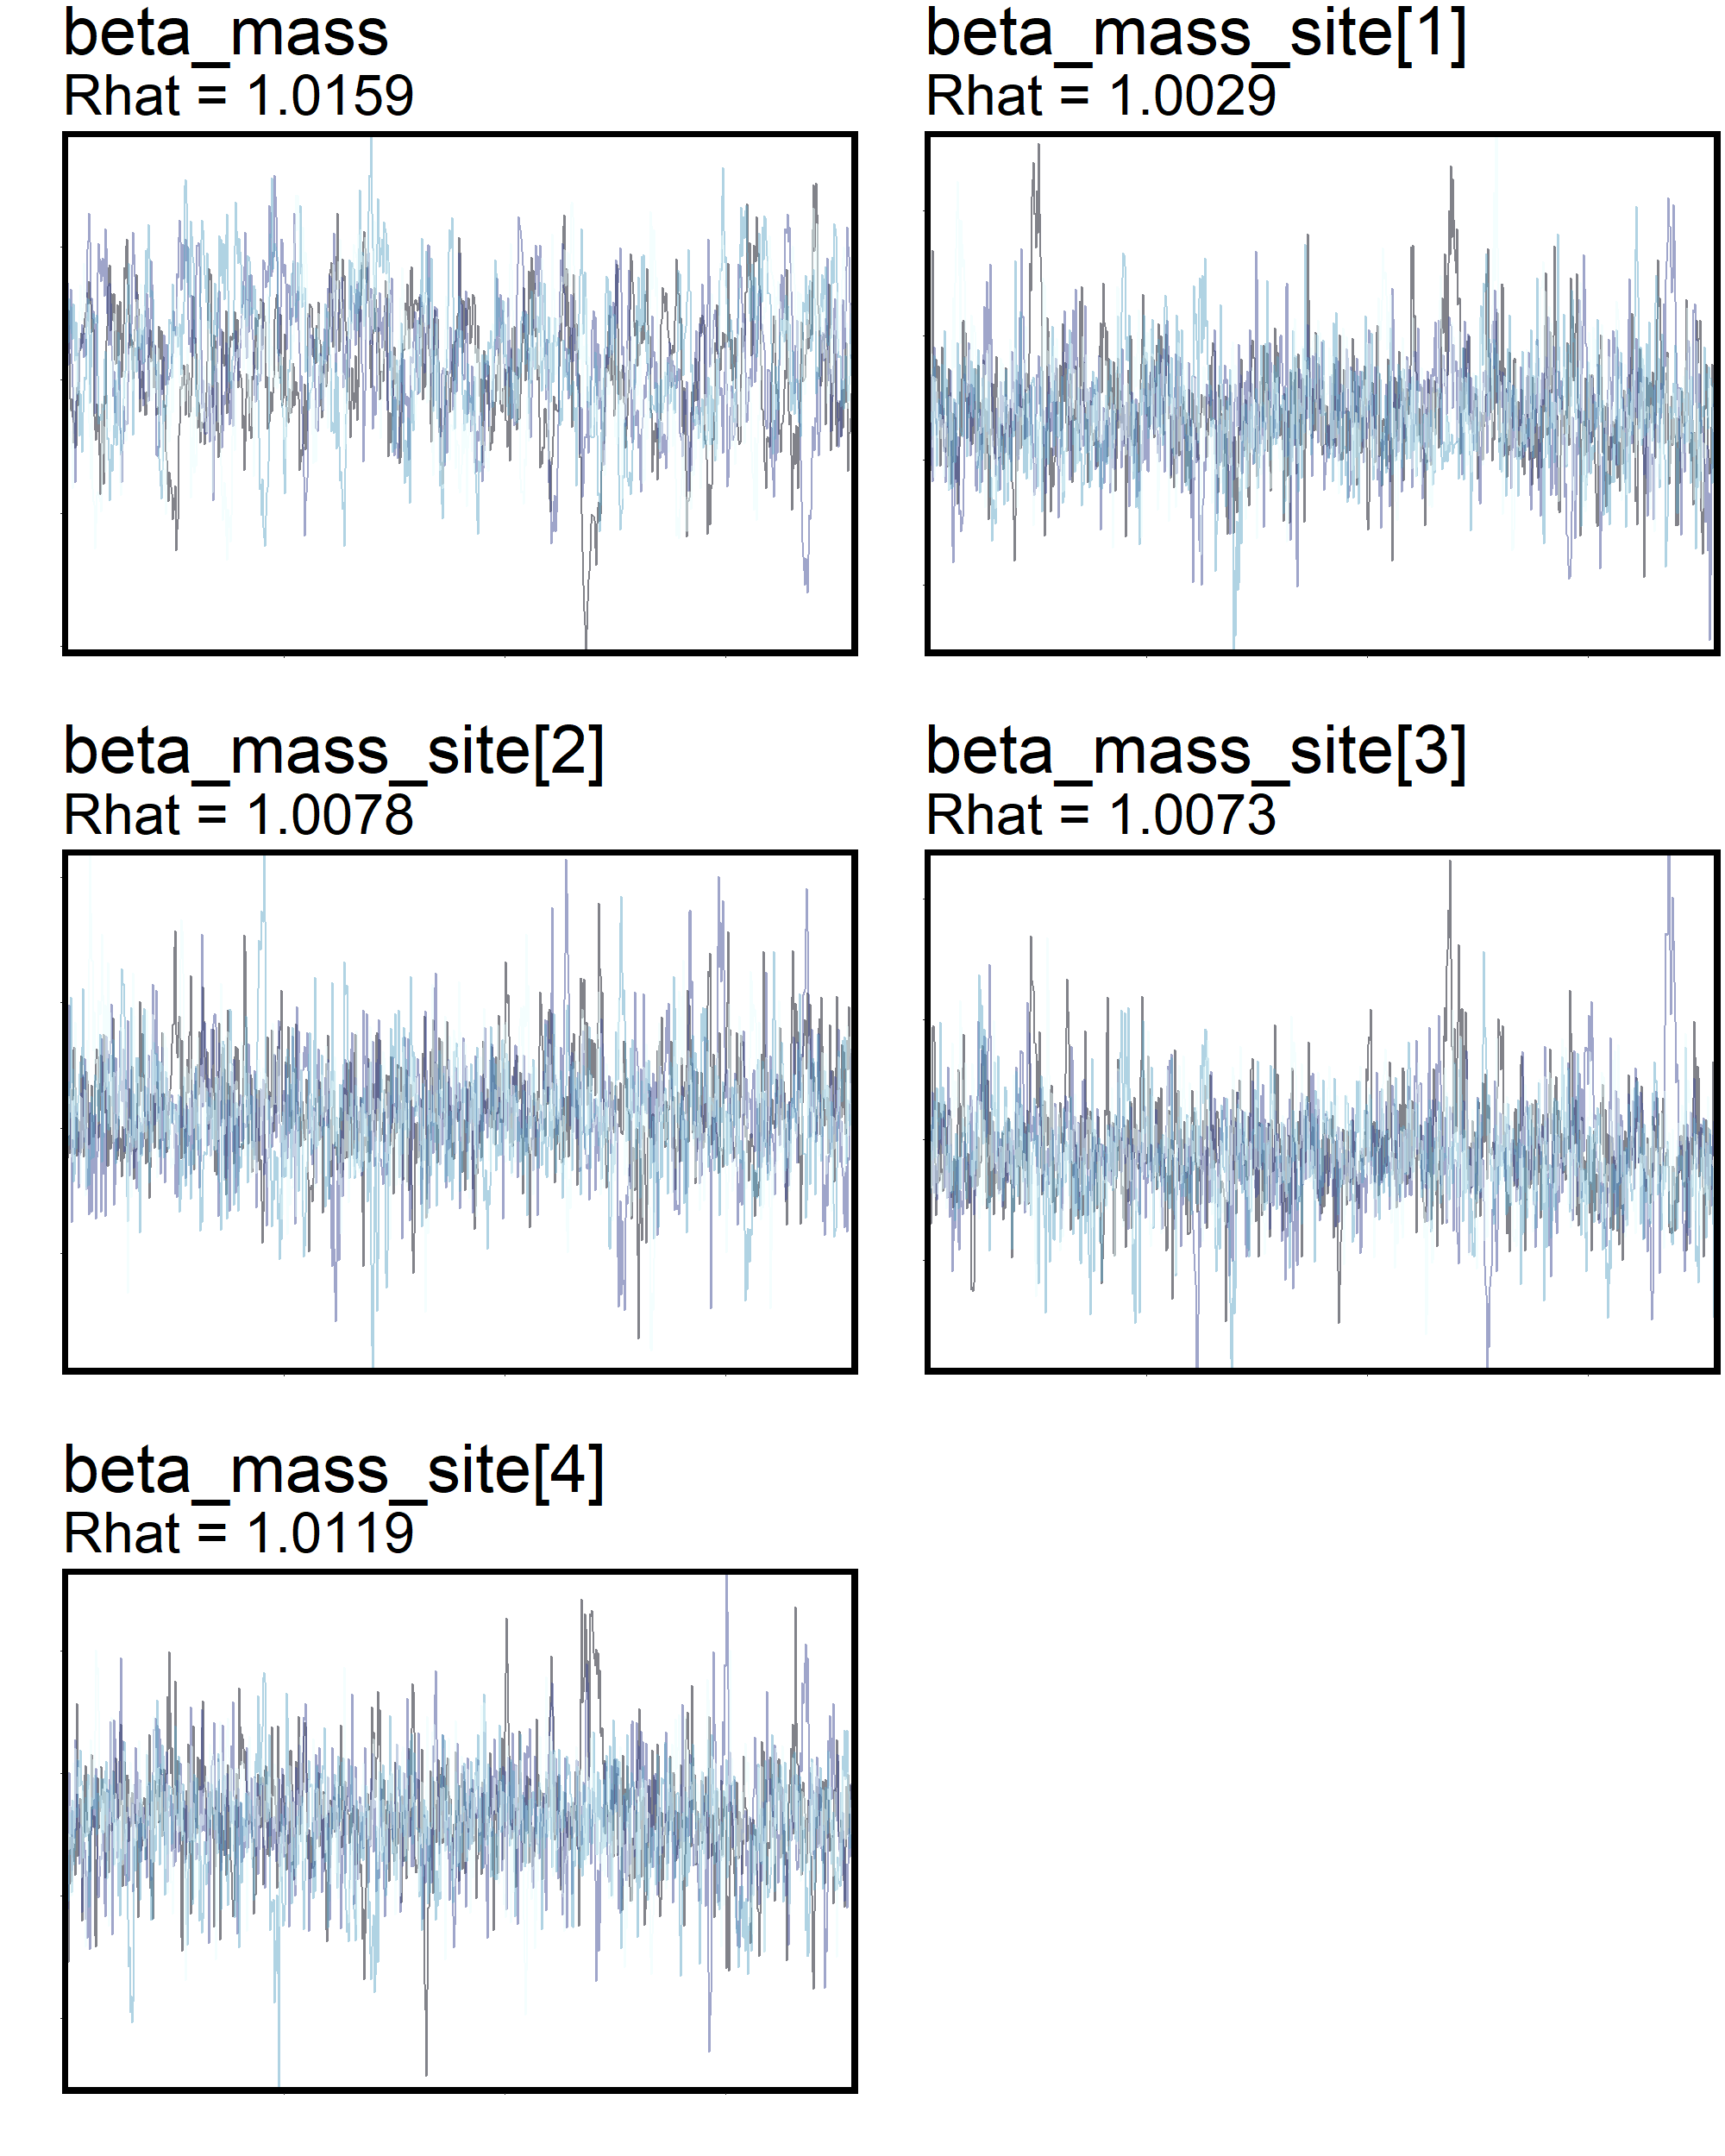 beta_mass
Rhat = 1.0159
beta_mass_site[1]
Rhat = 1.0029
beta_mass_site[2]
Rhat = 1.0078
beta_mass_site[3]
Rhat = 1.0073
beta_mass_site[4]
Rhat = 1.0119